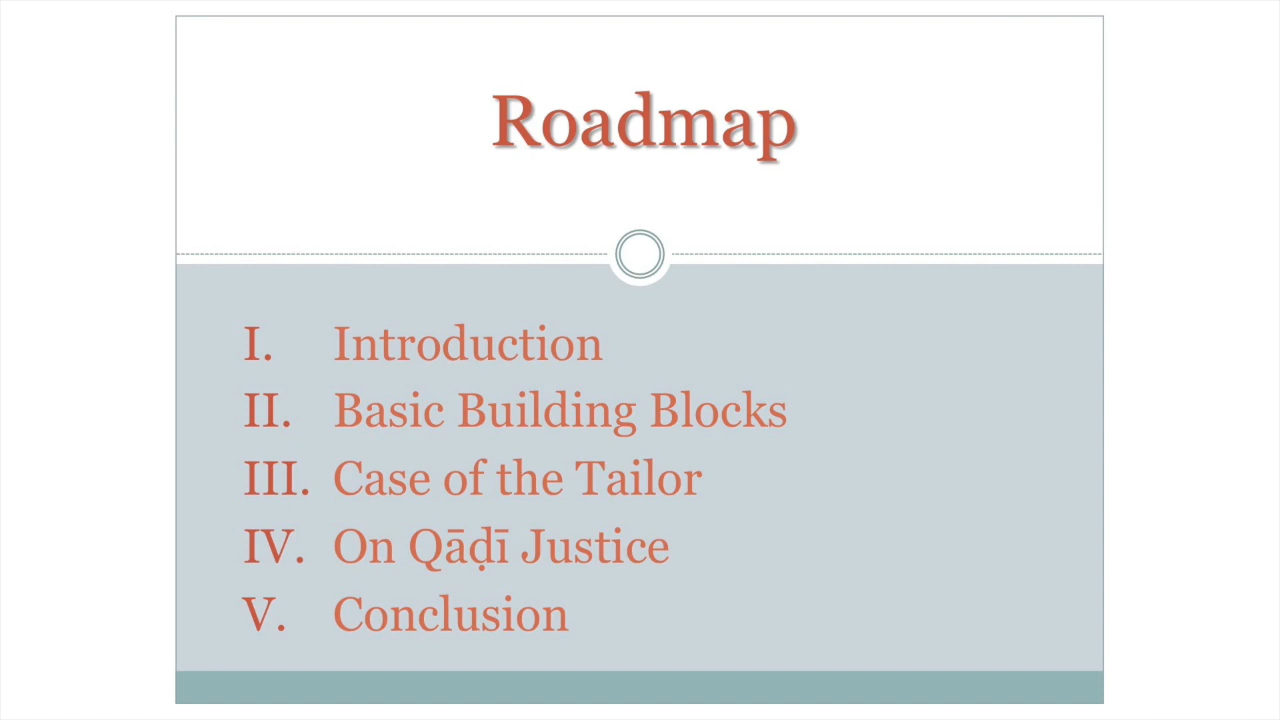 Roadmap
I. Introduction
II. Basic Building Blocks
III. Case of the Tailor
IV. On Qāḍī Justice
V. Conclusion